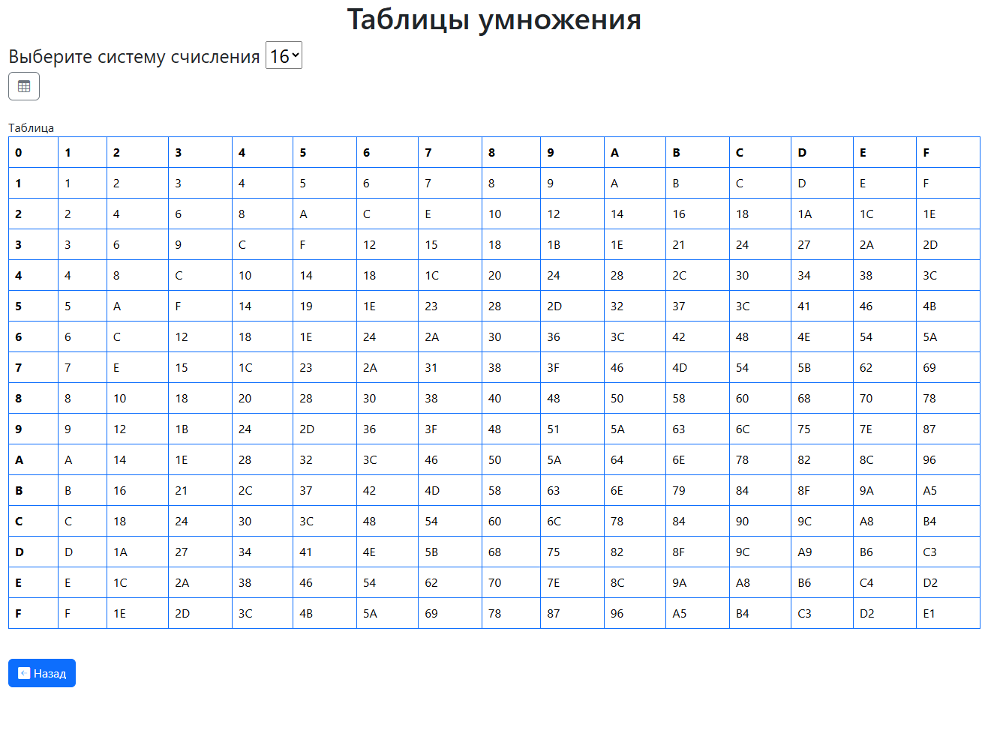 Таблицы умножения
Выберите систему счисления 16
Таблица
0 1 2 3 4 5 6 7 8 9 A B C D E F
1 1 2 3 4 5 6 7 8 9 A B C D E F
2 2 4 6 8 A C E 10 12 14 16 18 1A 1C 1E
3 3 6 9 C F 12 15 18 1B 1E 21 24 27 2A 2D
4 4 8 C 10 14 18 1C 20 24 28 2C 30 34 38 3C
5 5 A F 14 19 1E 23 28 2D 32 37 3C 41 46 4B
6 6 C 12 18 1E 24 2A 30 36 3C 42 48 4E 54 5A
7 7 E 15 1C 23 2A 31 38 3F 46 4D 54 5B 62 69
8 8 10 18 20 28 30 38 40 48 50 58 60 68 70 78
9 9 12 1B 24 2D 36 3F 48 51 5A 63 6C 75 7E 87
A A 14 1E 28 32 3C 46 50 5A 64 6E 78 82 8C 96
B B 16 21 2C 37 42 4D 58 63 6E 79 84 8F 9A A5
C C 18 24 30 3C 48 54 60 6C 78 84 90 9C A8 B4
D D 1A 27 34 41 4E 5B 68 75 82 8F 9C A9 B6 C3
E E 1C 2A 38 46 54 62 70 7E 8C 9A A8 B6 C4 D2
F F 1E 2D 3C 4B 5A 69 78 87 96 A5 B4 C3 D2 E1
Назад